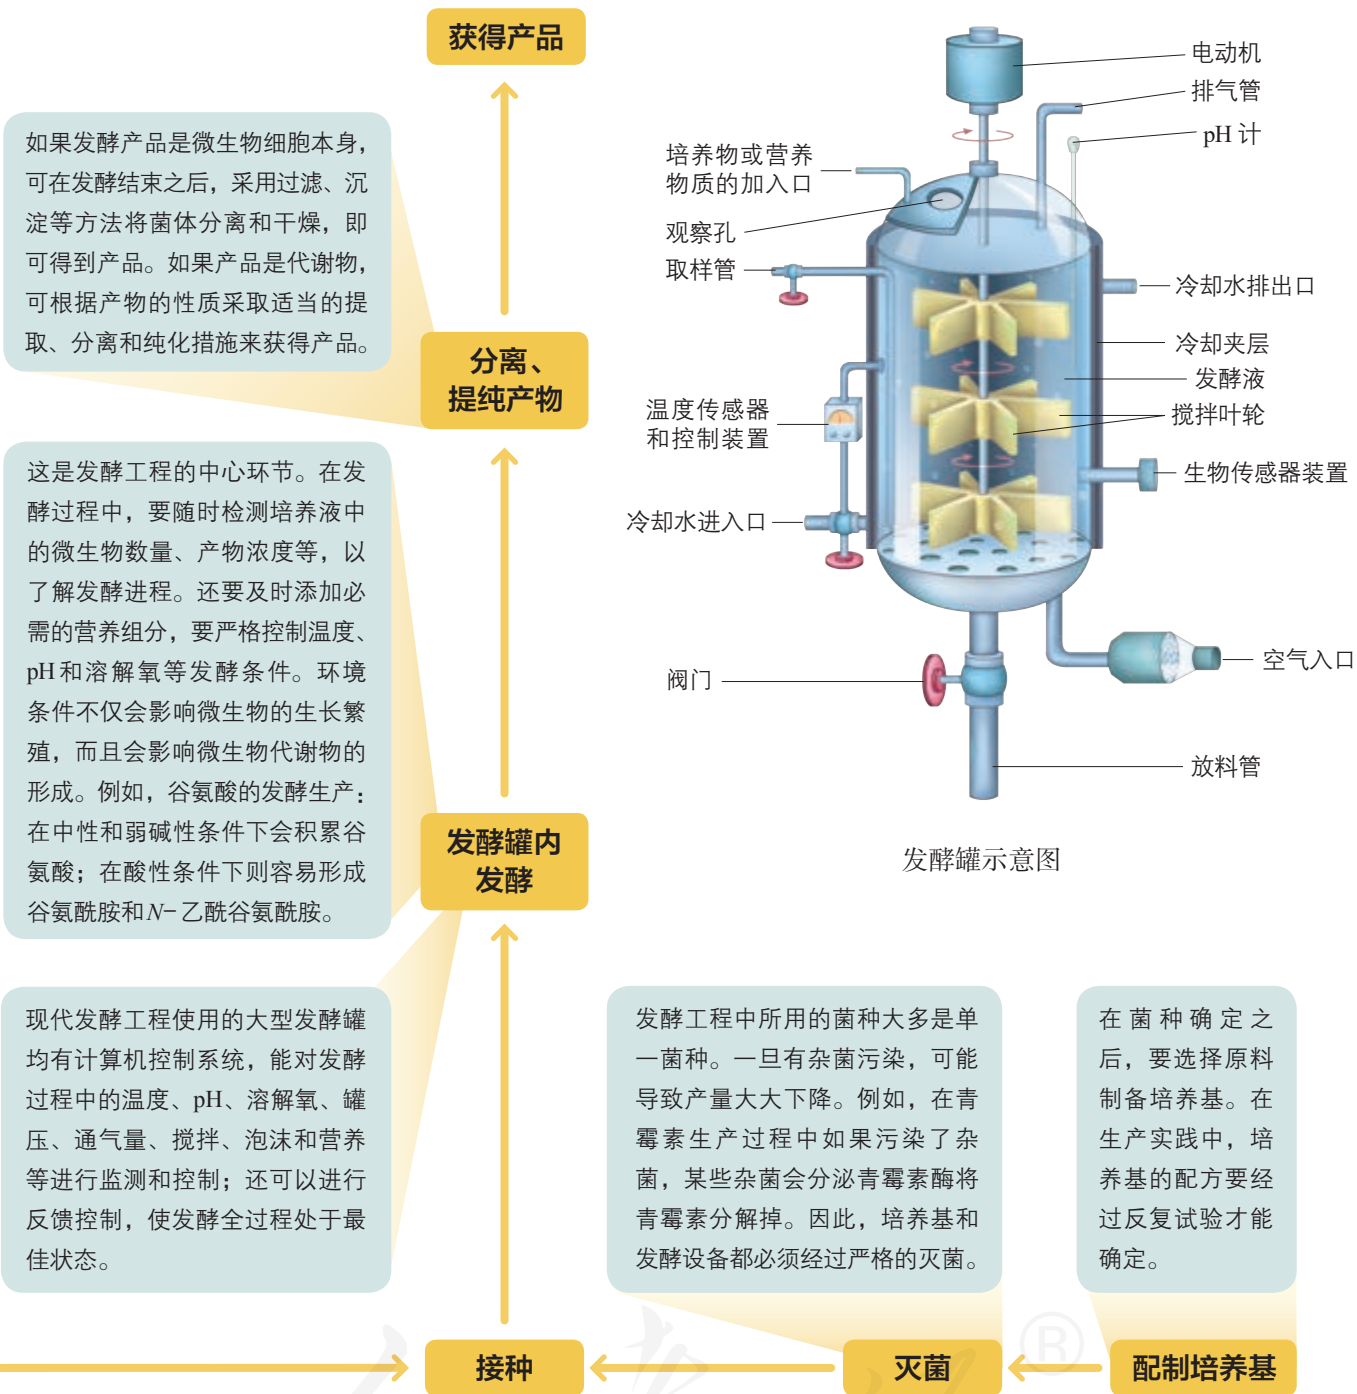 获得产品
如果发酵产品是微生物细胞本身，
可在发酵结束之后，采用过滤、沉
淀等方法将菌体分离和干燥，即
可得到产品。如果产品是代谢物，
可根据产物的性质采取适当的提
取、分离和纯化措施来获得产品。
分离、
提纯产物
这是发酵工程的中心环节。在发
酵过程中，要随时检测培养液中
的微生物数量、产物浓度等，以
了解发酵进程。还要及时添加必
需的营养组分，要严格控制温度、
pH和溶解氧等发酵条件。环境
条件不仅会影响微生物的生长繁
殖，而且会影响微生物代谢物的
形成。例如，谷氨酸的发酵生产：
在中性和弱碱性条件下会积累谷
氨酸；在酸性条件下则容易形成
谷氨酰胺和N-乙酰谷氨酰胺。
发酵罐内
发酵
现代发酵工程使用的大型发酵罐
均有计算机控制系统，能对发酵
过程中的温度、pH、溶解氧、罐
压、通气量、搅拌、泡沫和营养
等进行监测和控制；还可以进行
反馈控制，使发酵全过程处于最
佳状态。
电动机
排气管
pH 计
培养物或营养
物质的加入口
观察孔
取样管
冷却水排出口
冷却夹层
发酵液
搅拌叶轮
温度传感器
和控制装置
生物传感器装置
冷却水进入口
空气入口
阀门
放料管
发酵罐示意图
发酵工程中所用的菌种大多是单
一菌种。一旦有杂菌污染，可能
导致产量大大下降。例如，在青
霉素生产过程中如果污染了杂
菌，某些杂菌会分泌青霉素酶将
青霉素分解掉。因此，培养基和
发酵设备都必须经过严格的灭菌。
在菌种确定之
后，要选择原料
制备培养基。在
生产实践中，培
养基的配方要经
过反复试验才能
确定。
接种
灭菌
配制培养基
®